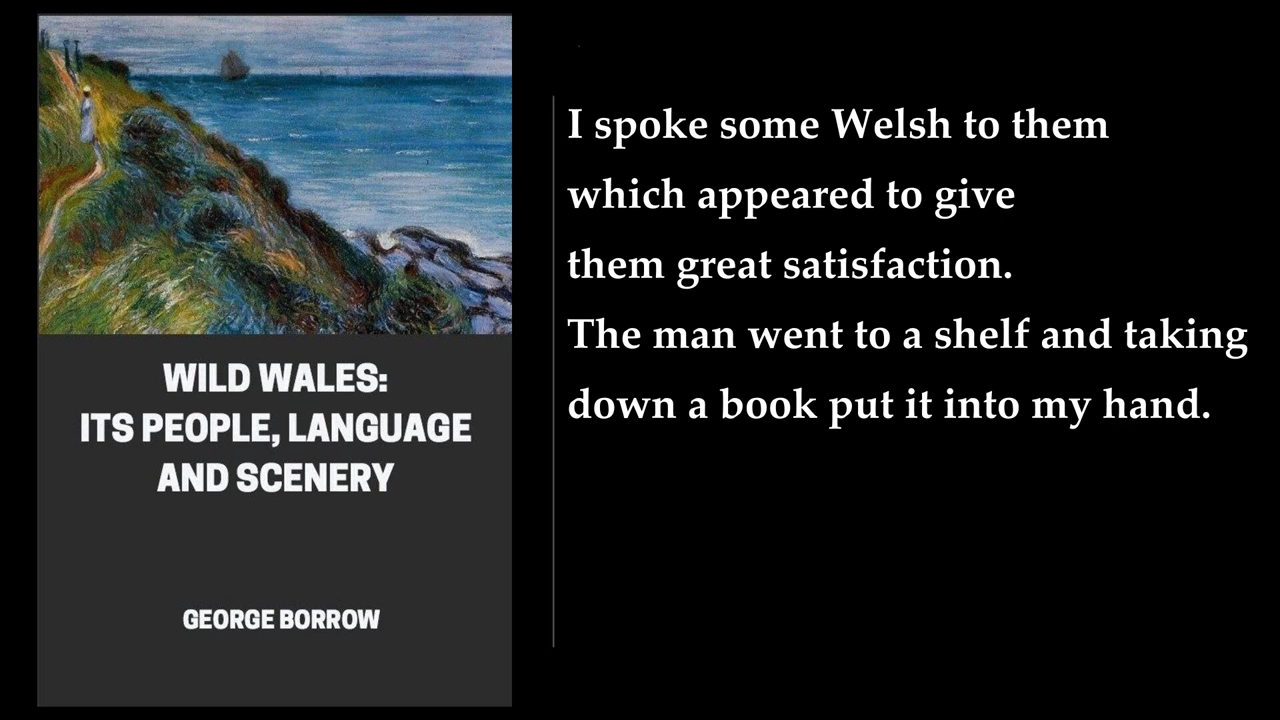 WILD WALES:
ITS PEOPLE, LANGUAGE
AND SCENERY
GEORGE BORROW
I spoke some Welsh to them
which appeared to give
them great satisfaction.
The man went to a shelf and taking
down a book put it into my hand.